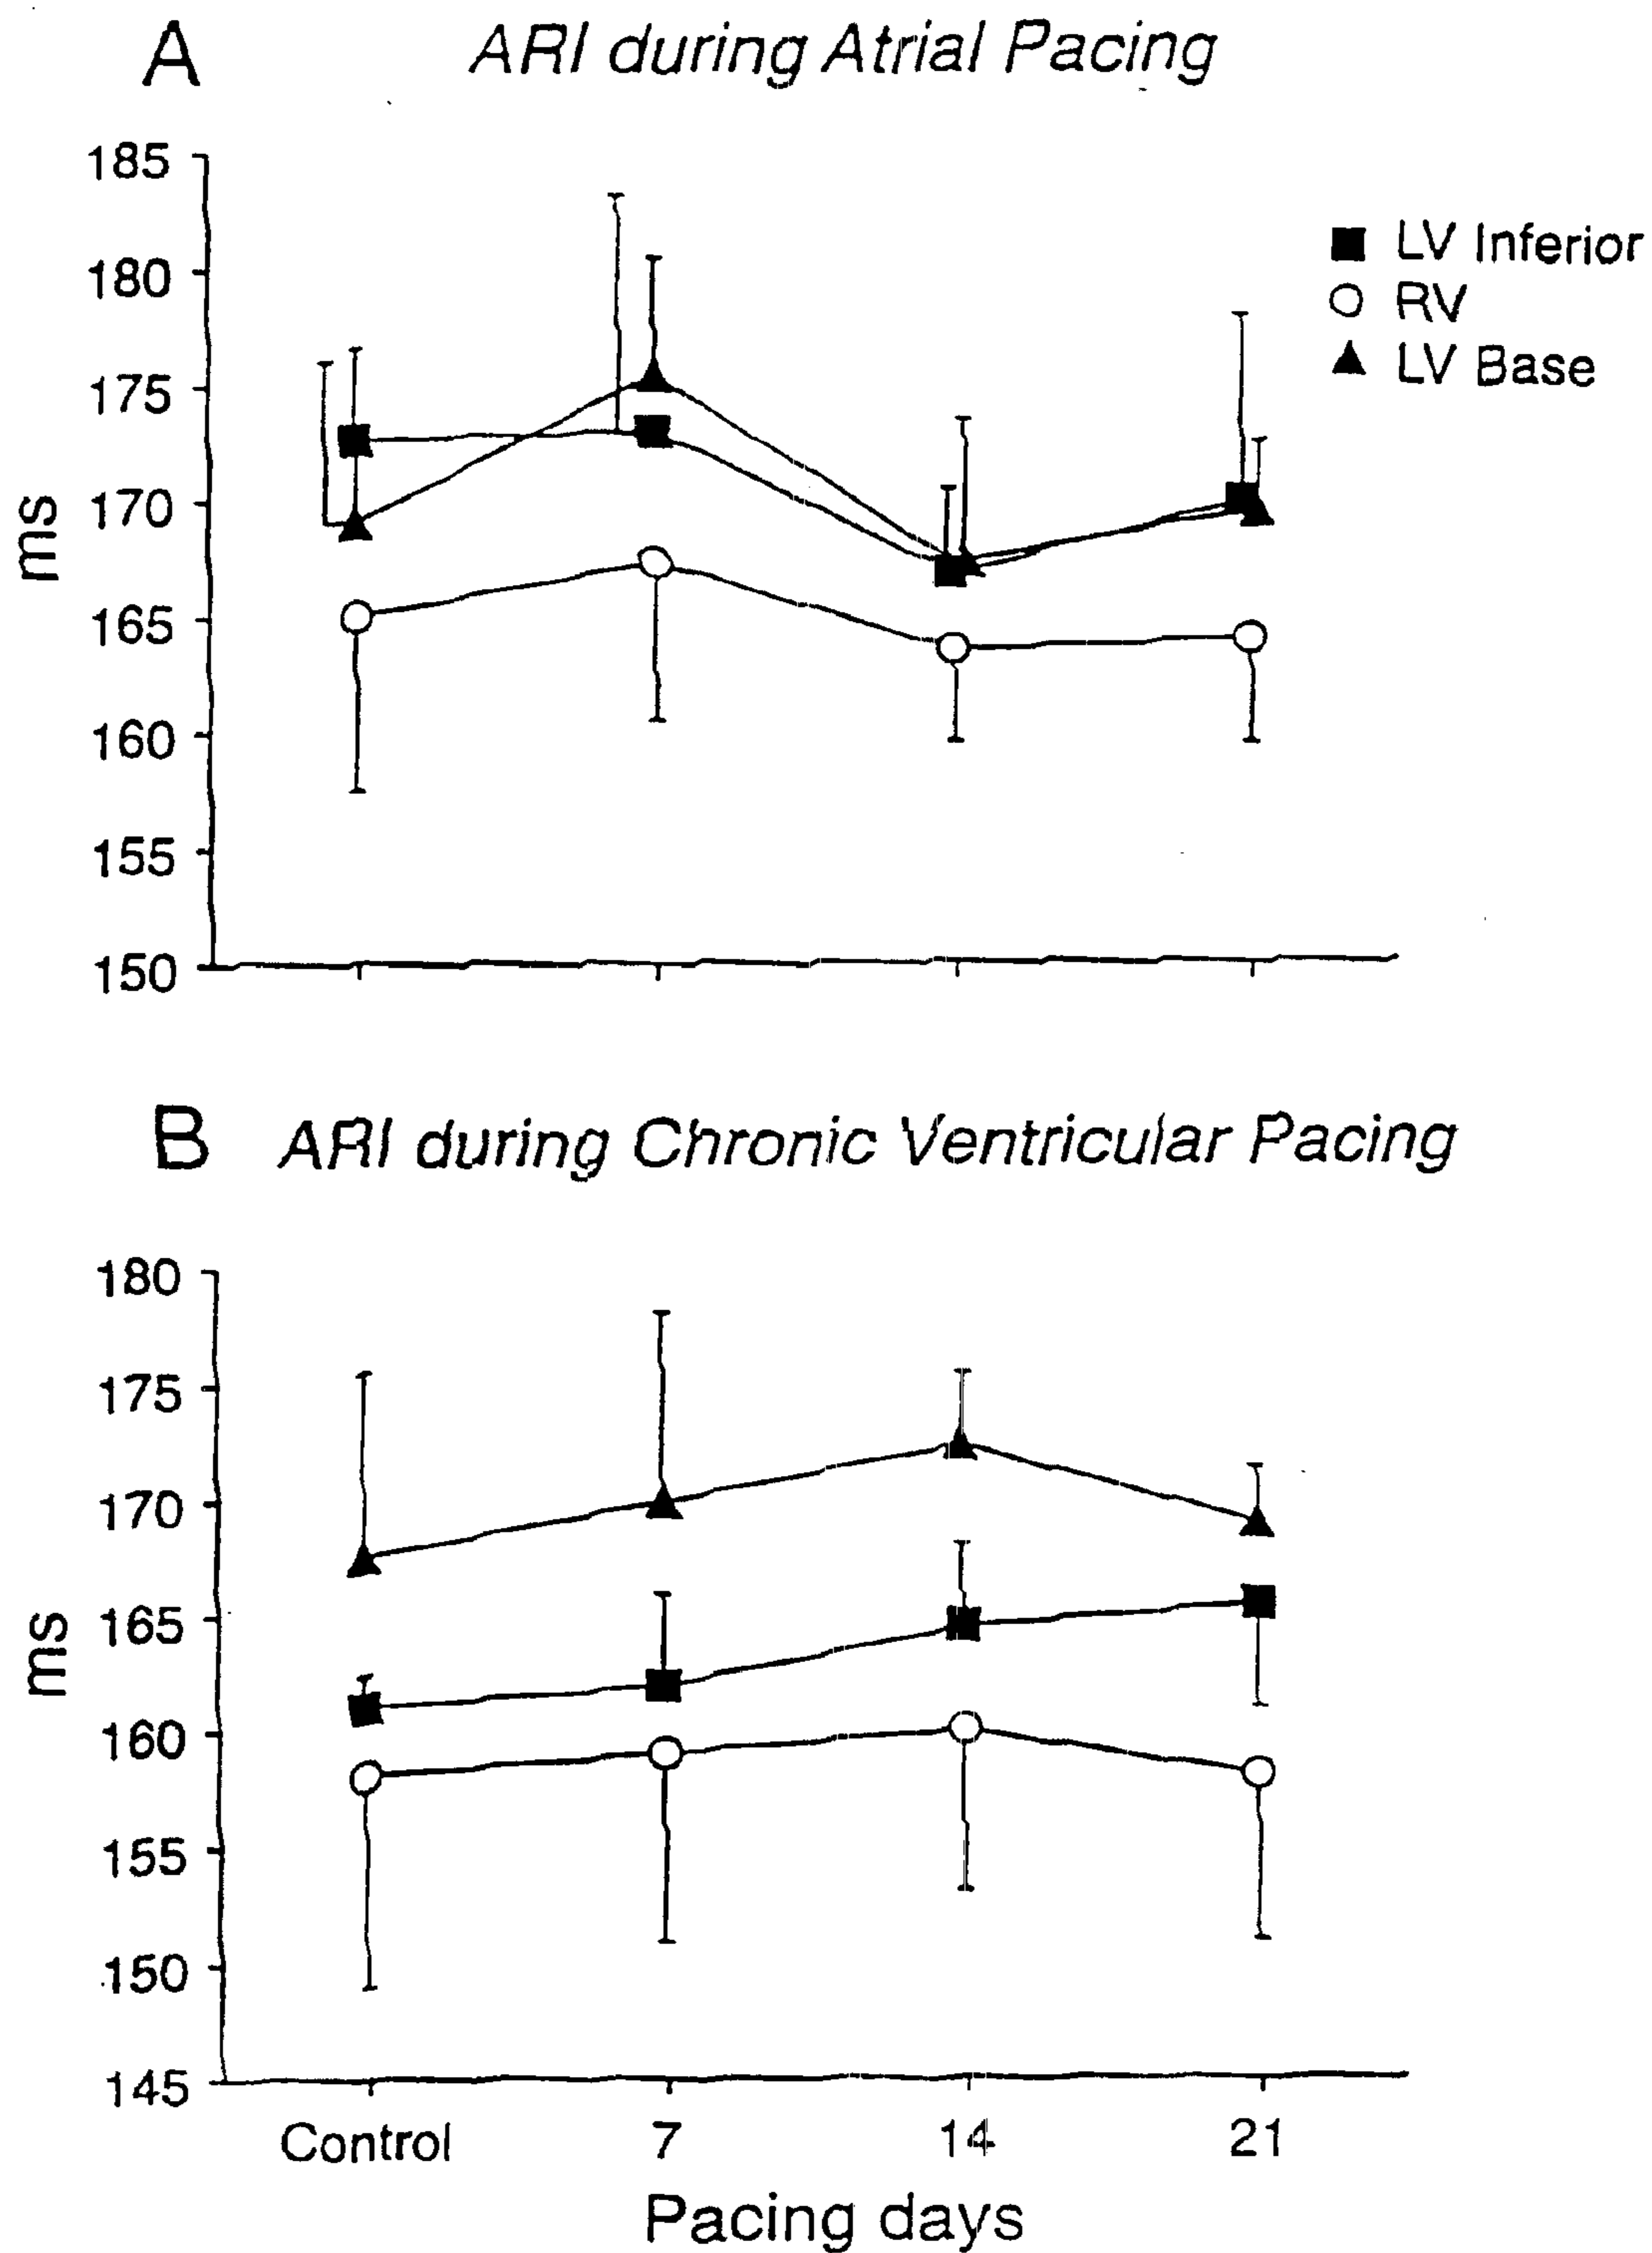 A ARI during Atrial Pacing
185
180
175
170
165
160
155
150
ms
LV Inferior
RV
LV Base
B ARI during Chronic Ventricular Pacing
180
175
170
165
160
155
150
145
ms
Control 7 14 21
Pacing days